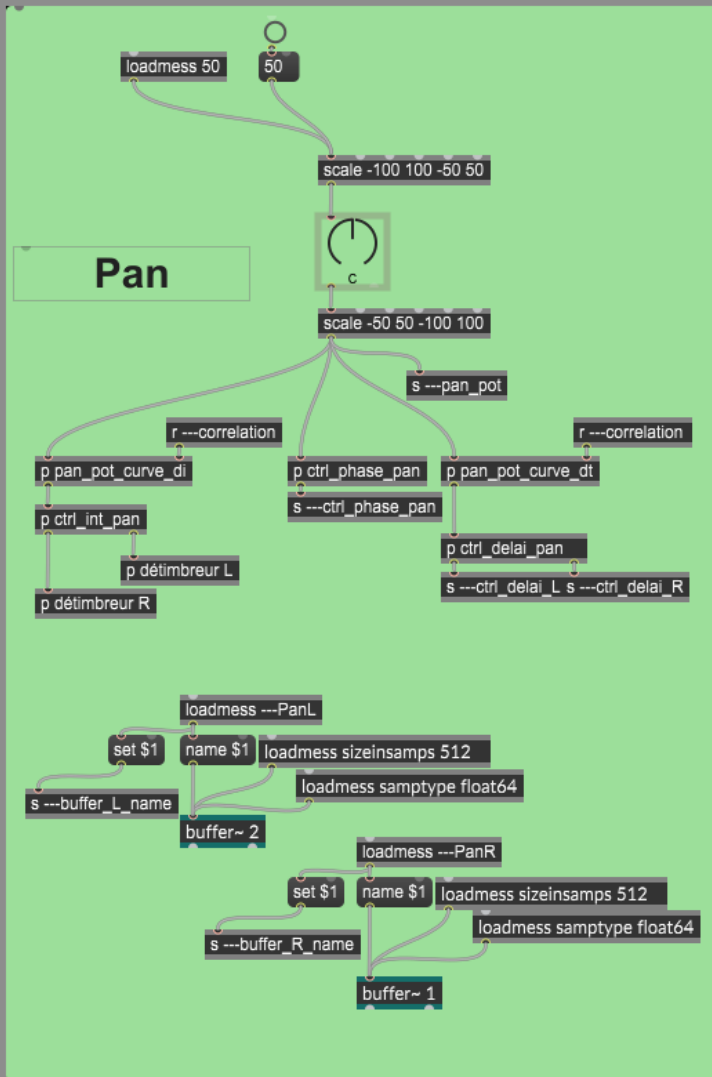 loadmess 50
50
scale -100 100 -50 50
c
Pan
scale -50 50 -100 100
s ---pan_pot
r ---correlation
r ---correlation
p pan_pot_curve_di
p ctrl_phase_pan
p pan_pot_curve_dt
s ---ctrl_phase_pan
p ctrl_int_pan
p ctrl_delai_pan
p détimbreur L
s ---ctrl_delai_L
s ---ctrl_delai_R
p détimbreur R
loadmess ---PanL
set $1
name $1
loadmess sizeinsamps 512
loadmess samptype float64
s ---buffer_L_name
buffer~ 2
loadmess ---PanR
set $1
name $1
loadmess sizeinsamps 512
loadmess samptype float64
s ---buffer_R_name
buffer~ 1